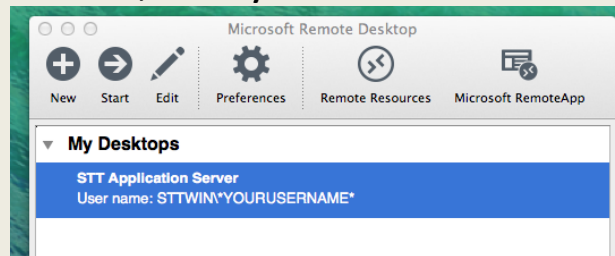 Microsoft Remote Desktop
New Start Edit Preferences Remote Resources Microsoft RemoteApp
My Desktops
STT Application Server
User name: STTWIN\*YOURUSERNAME*